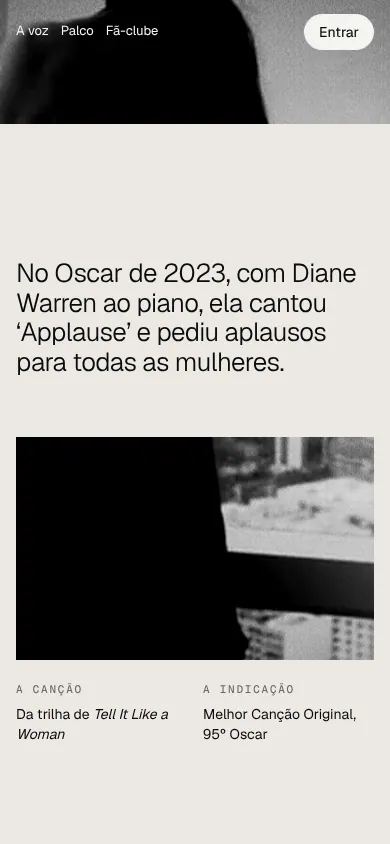 A voz Palco Fã-clube Entrar
No Oscar de 2023, com Diane
Warren ao piano, ela cantou
‘Applause’ e pediu aplausos
para todas as mulheres.
A CANÇÃO
Da trilha de Tell It Like a
Woman
A INDICAÇÃO
Melhor Canção Original,
95º Oscar